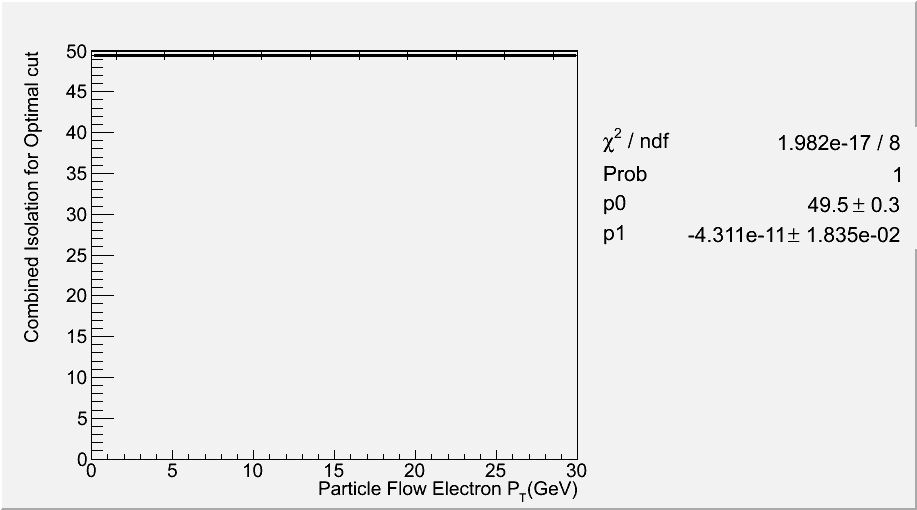 Combined Isolation for Optimal cut
50
45
40
35
30
25
20
15
10
5
0
0 5 10 15 20 25 30
Particle Flow Electron P_T(GeV)
χ² / ndf 1.982e-17 / 8
Prob 1
p0 49.5 ± 0.3
p1 -4.311e-11± 1.835e-02